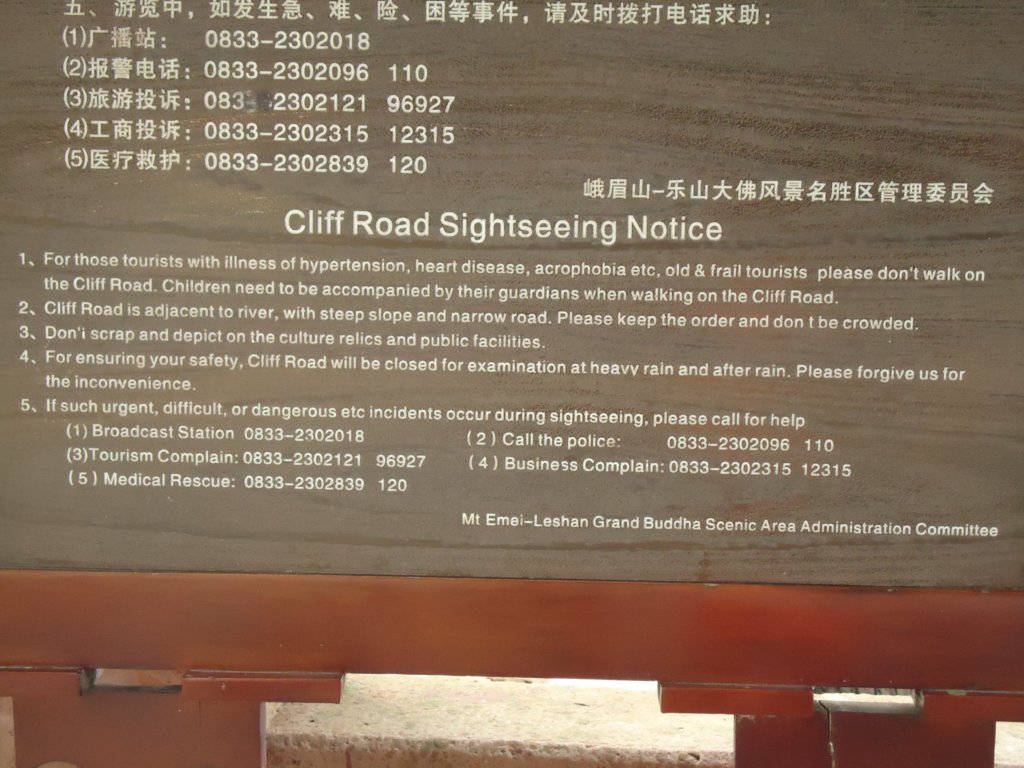 五、游览中，如发生急、难、险、困等事件，请及时拨打电话求助：
⑴广播站： 0833-2302018
⑵报警电话：0833-2302096 110
⑶旅游投诉：083 2302121 96927
⑷工商投诉：0833-2302315 12315
⑸医疗救护：0833-2302839 120
峨眉山-乐山大佛风景名胜区管理委员会
Cliff Road Sightseeing Notice
1、For those tourists with illness of hypertension, heart disease, acrophobia etc, old & frail tourists please don't walk on
the Cliff Road. Children need to be accompanied by their guardians when walking on the Cliff Road.
2、Cliff Road is adjacent to river, with steep slope and narrow road. Please keep the order and don t be crowded.
3、Don'i scrap and depict on the culture relics and public facilities.
4、For ensuring your safety, Cliff Road will be closed for examination at heavy rain and after rain. Please forgive us for
the inconvenience.
5、If such urgent, difficult, or dangerous etc incidents occur during sightseeing, please call for help
(1) Broadcast Station 0833-2302018 (2) Call the police: 0833-2302096 110
(3)Tourism Complain: 0833-2302121 96927 (4) Business Complain: 0833-2302315 12315
(5) Medical Rescue: 0833-2302839 120
Mt Emei-Leshan Grand Buddha Scenic Area Administration Committee